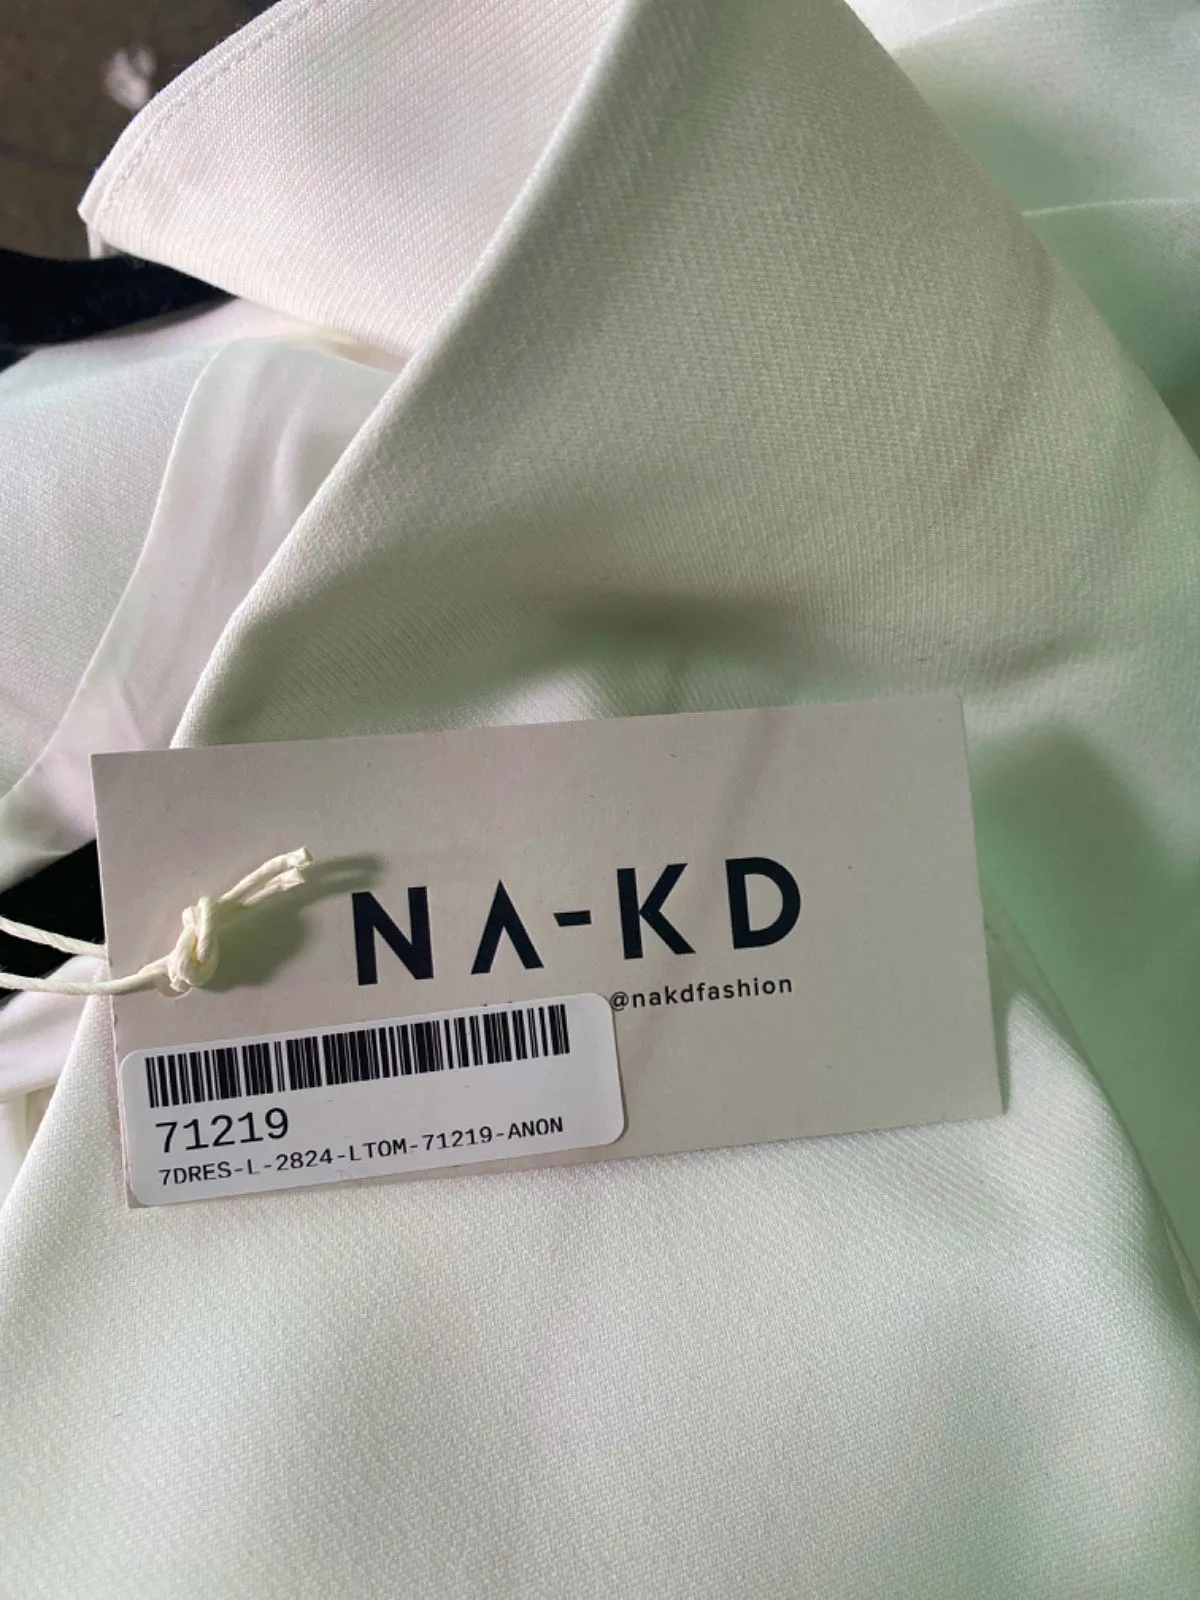 NA-KD
@nakdfashion
71219
7DRES-L-2824-LTOM-71219-ANON